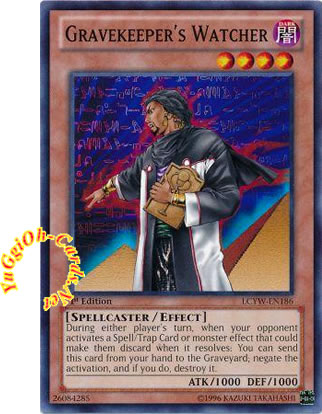 GRAVEKEEPER'S WATCHER
DARK
闇
YuGgiOh-Cards.Net
1st Edition
LCYW-EN186
[SPELLCASTER / EFFECT]
During either player's turn, when your opponent
activates a Spell/Trap Card or monster effect that could
make them discard when it resolves: You can send
this card from your hand to the Graveyard; negate the
activation, and if you do, destroy it.
ATK/1000 DEF/1000
26084285
©1996 KAZUKI TAKAHASHI